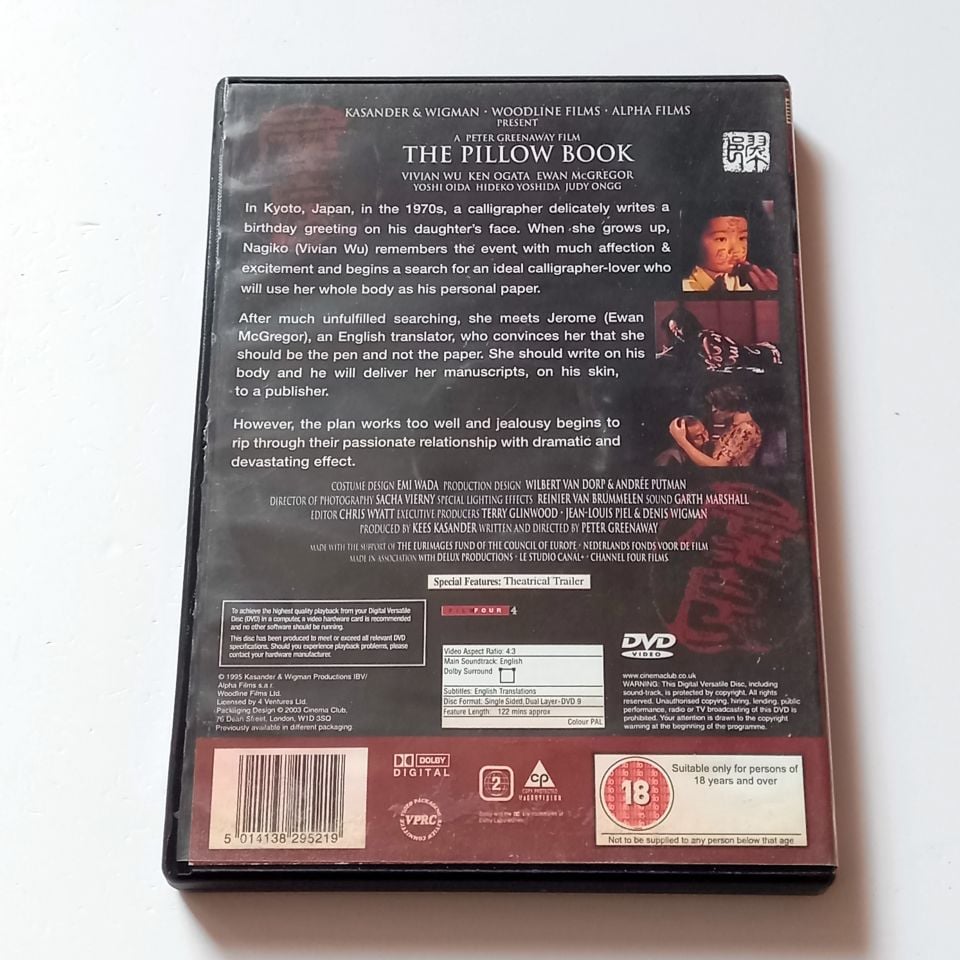 KASANDER & WIGMAN · WOODLINE FILMS · ALPHA FILMS
PRESENT
A PETER GREENAWAY FILM
THE PILLOW BOOK
VIVIAN WU KEN OGATA EWAN McGREGOR
YOSHI OIDA HIDEKO YOSHIDA JUDY ONGG
In Kyoto, Japan, in the 1970s, a calligrapher delicately writes a
birthday greeting on his daughter's face. When she grows up,
Nagiko (Vivian Wu) remembers the event with much affection &
excitement and begins a search for an ideal calligrapher-lover who
will use her whole body as his personal paper.
After much unfulfilled searching, she meets Jerome (Ewan
McGregor), an English translator, who convinces her that she
should be the pen and not the paper. She should write on his
body and he will deliver her manuscripts, on his skin,
to a publisher.
However, the plan works too well and jealousy begins to
rip through their passionate relationship with dramatic and
devastating effect.
COSTUME DESIGN EMI WADA PRODUCTION DESIGN WILBERT VAN DORP & ANDRÉE PUTMAN
DIRECTOR OF PHOTOGRAPHY SACHA VIERNY SPECIAL LIGHTING EFFECTS REINIER VAN BRUMMELEN SOUND GARTH MARSHALL
EDITOR CHRIS WYATT EXECUTIVE PRODUCERS TERRY GLINWOOD · JEAN-LOUIS PIEL & DENIS WIGMAN
PRODUCED BY KEES KASANDER WRITTEN AND DIRECTED BY PETER GREENAWAY
MADE WITH THE SUPPORT OF THE EURIMAGES FUND OF THE COUNCIL OF EUROPE · NEDERLANDS FONDS VOOR DE FILM
MADE IN ASSOCIATION WITH DELUX PRODUCTIONS · LE STUDIO CANAL+ · CHANNEL FOUR FILMS
Special Features: Theatrical Trailer
To achieve the highest quality playback from your Digital Versatile
Disc (DVD) in a computer, a video hardware card is recommended
and no other software should be running.
This disc has been produced to meet or exceed all relevant DVD
specifications. Should you experience playback problems, please
contact your hardware manufacturer.
FILMFOUR 4
© 1995 Kasander & Wigman Productions IBV/
Alpha Films s.a.r.
Woodline Films Ltd.
Licensed by 4 Ventures Ltd.
Packaging Design © 2003 Cinema Club,
76 Dean Street, London, W1D 3SQ
Previously available in different packaging
Video Aspect Ratio: 4:3
Main Soundtrack: English
Dolby Surround
Subtitles: English Translations
Disc Format: Single Sided, Dual Layer - DVD 9
Feature Length: 122 mins approx
Colour PAL
DVD
VIDEO
www.cinemaclub.co.uk
WARNING: This Digital Versatile Disc, including
sound-track, is protected by copyright. All rights
reserved. Unauthorised copying, hiring, lending, public
performance, radio or TV broadcasting of this DVD is
prohibited. Your attention is drawn to the copyright
warning at the beginning of the programme.
5 014138 295219
DOLBY
DIGITAL
VIDEO PACKAGING REVIEW COMMITTEE
VPRC
2
CP
COPY PROTECTED
MACROVISION
Dolby and the are trademarks of
Dolby Laboratories.
18
Suitable only for persons of
18 years and over
Not to be supplied to any person below that age